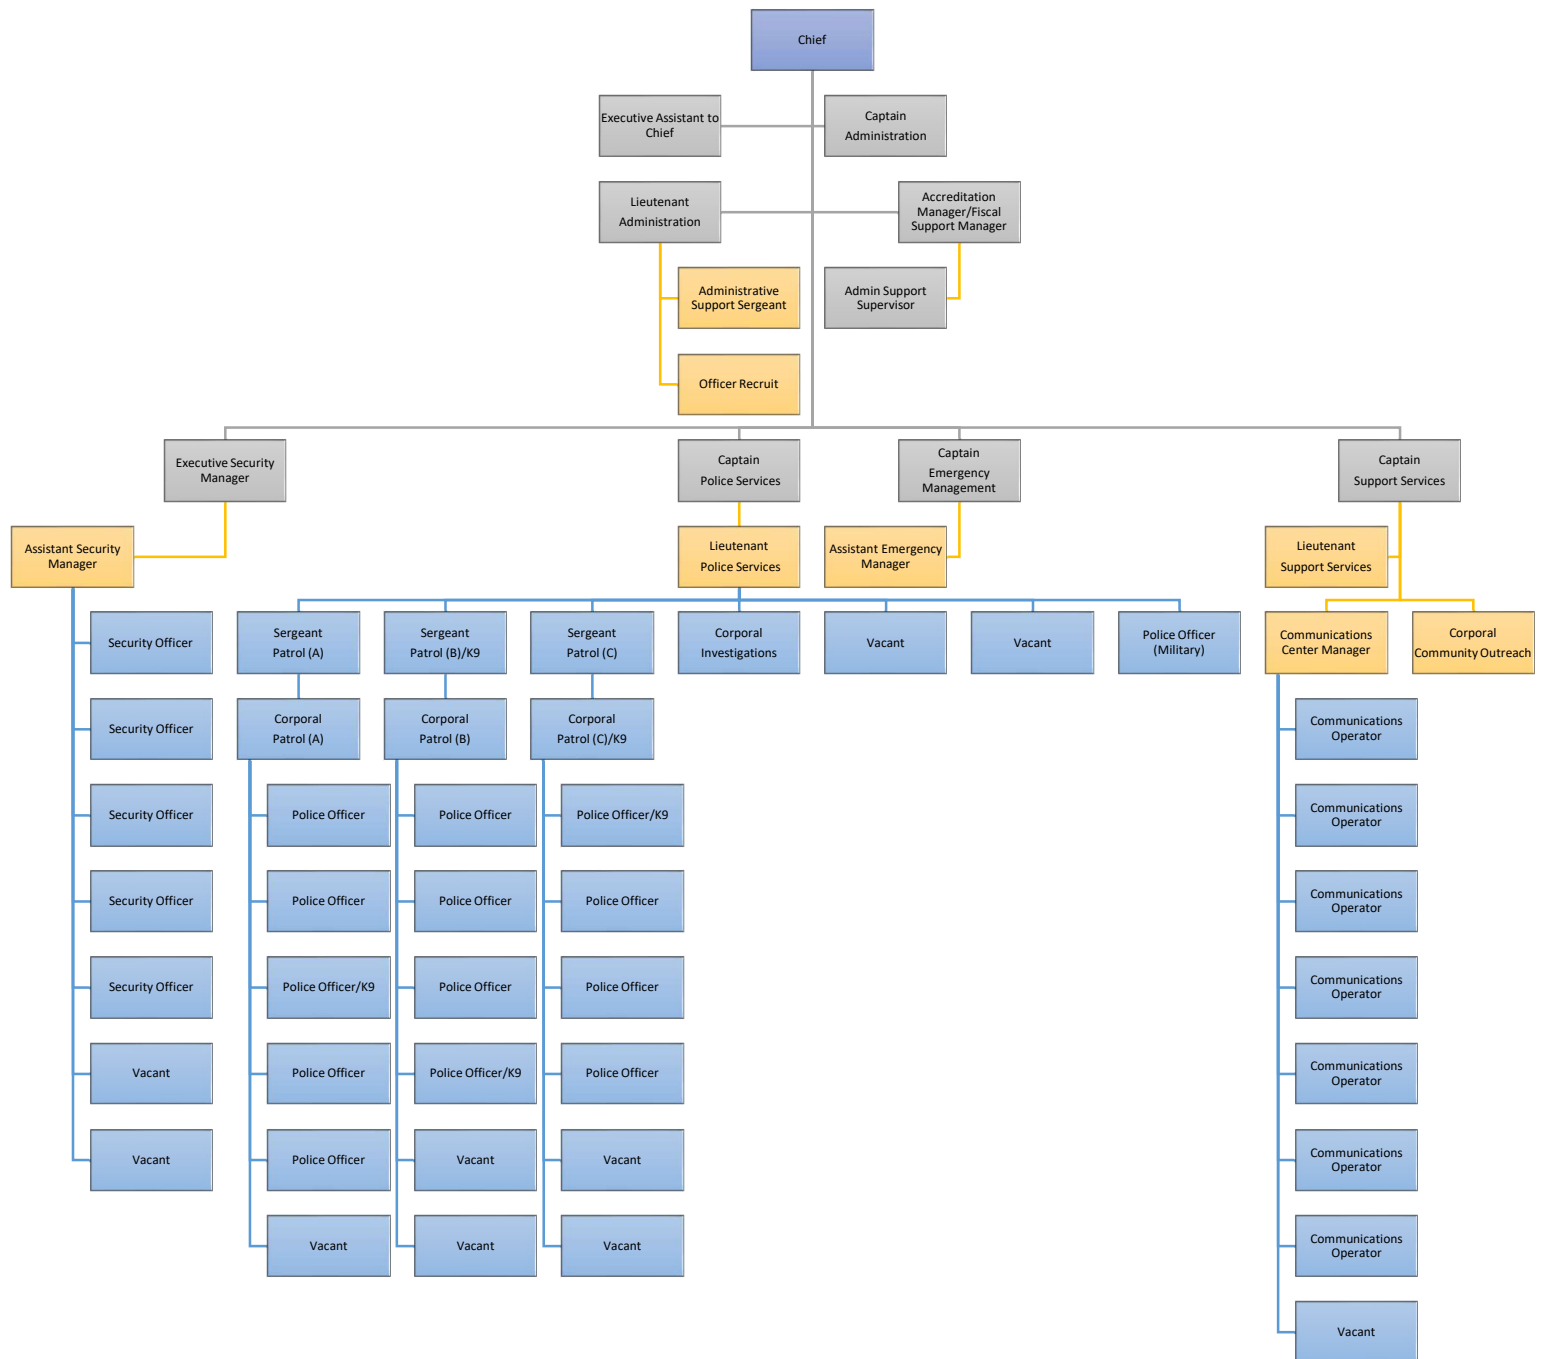 Chief
Executive Assistant to
Chief
Captain
Administration
Lieutenant
Administration
Accreditation
Manager/Fiscal
Support Manager
Administrative
Support Sergeant
Admin Support
Supervisor
Officer Recruit
Executive Security
Manager
Captain
Police Services
Captain
Emergency
Management
Captain
Support Services
Assistant Security
Manager
Lieutenant
Police Services
Assistant Emergency
Manager
Lieutenant
Support Services
Security Officer
Security Officer
Security Officer
Security Officer
Security Officer
Vacant
Vacant
Sergeant
Patrol (A)
Corporal
Patrol (A)
Police Officer
Police Officer
Police Officer/K9
Police Officer
Police Officer
Vacant
Sergeant
Patrol (B)/K9
Corporal
Patrol (B)
Police Officer
Police Officer
Police Officer
Police Officer/K9
Vacant
Vacant
Sergeant
Patrol (C)
Corporal
Patrol (C)/K9
Police Officer/K9
Police Officer
Police Officer
Police Officer
Vacant
Vacant
Corporal
Investigations
Vacant
Vacant
Police Officer
(Military)
Communications
Center Manager
Corporal
Community Outreach
Communications
Operator
Communications
Operator
Communications
Operator
Communications
Operator
Communications
Operator
Communications
Operator
Communications
Operator
Vacant